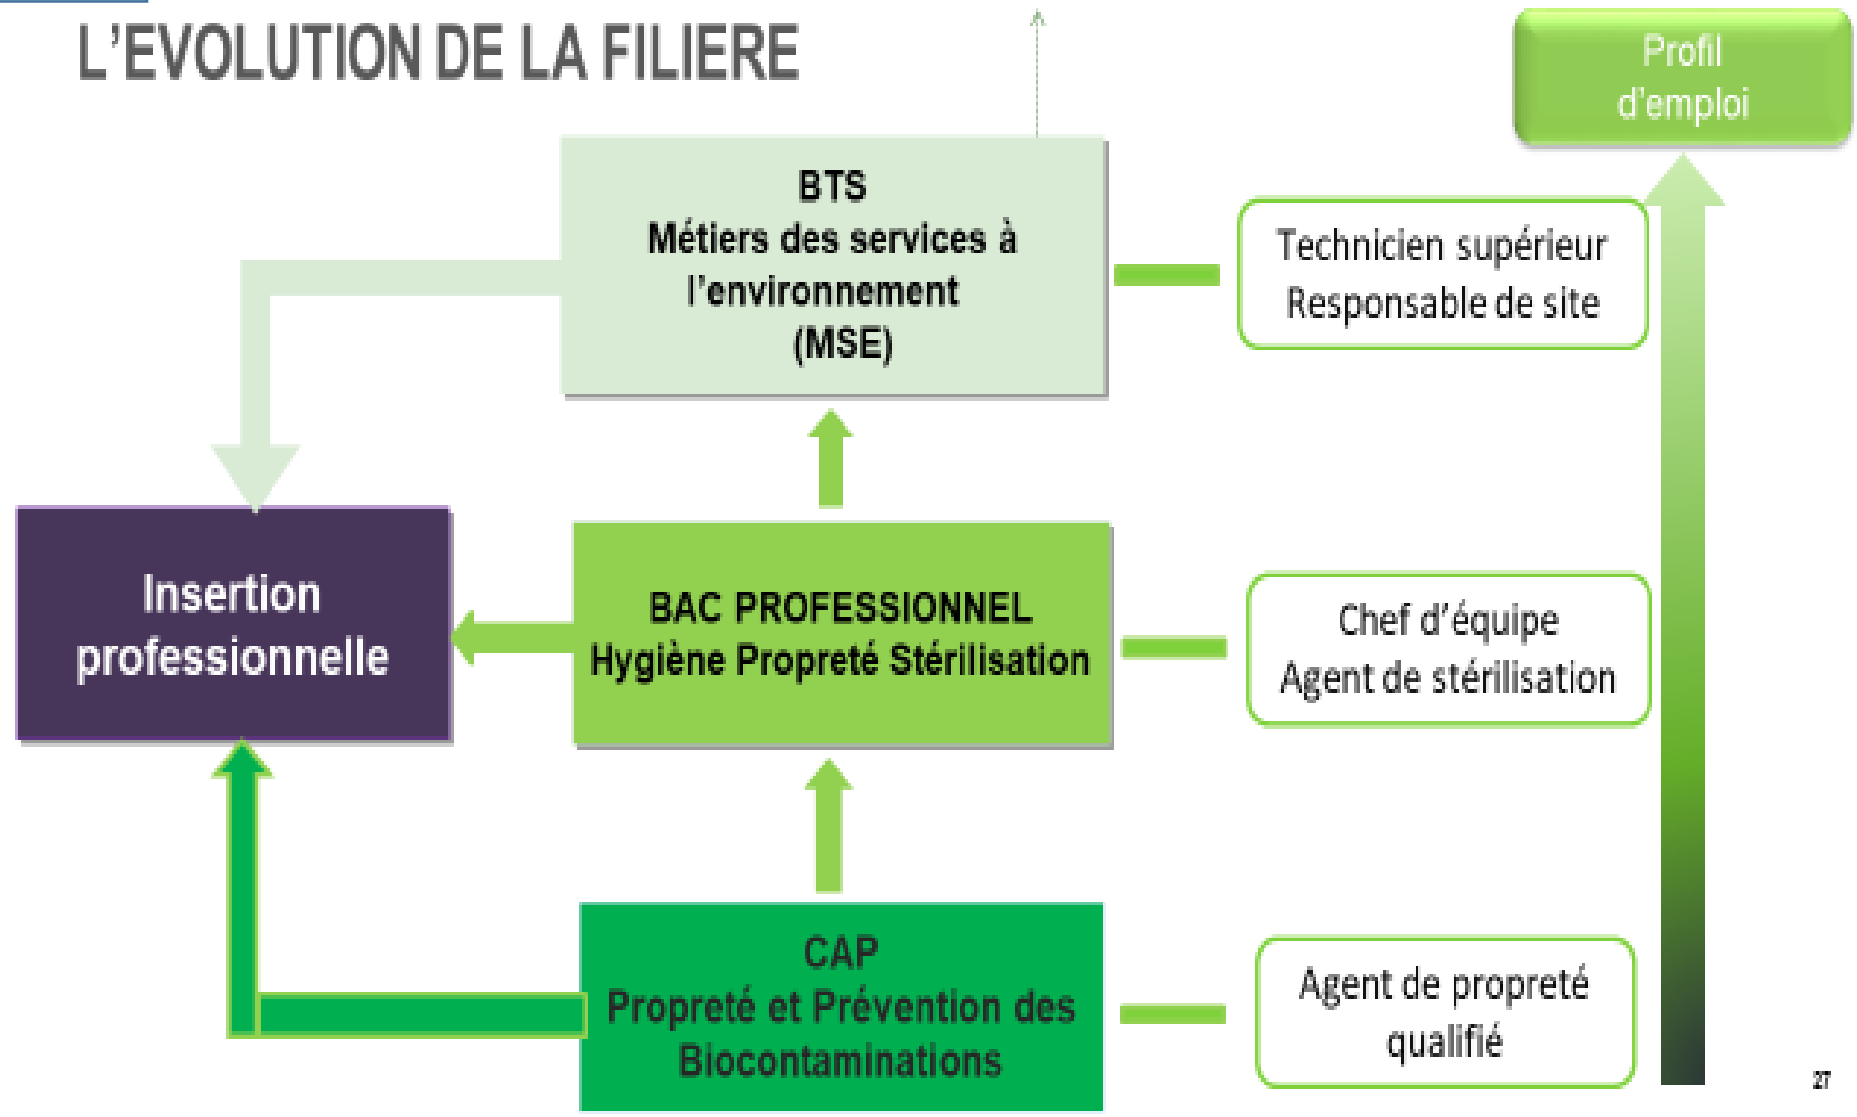 L'EVOLUTION DE LA FILIERE
Profil
d'emploi
BTS
Métiers des services à
l'environnement
(MSE)
Technicien supérieur
Responsable de site
Insertion
professionnelle
BAC PROFESSIONNEL
Hygiène Propreté Stérilisation
Chef d'équipe
Agent de stérilisation
CAP
Propreté et Prévention des
Biocontaminations
Agent de propreté
qualifié
27